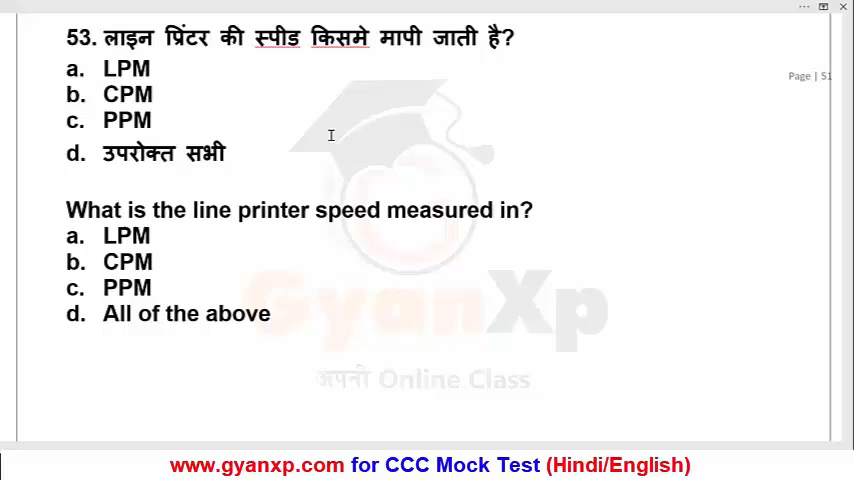 53. लाइन प्रिंटर की स्पीड किसमे मापी जाती है?
a. LPM
Page | 51
b. CPM
c. PPM
d. उपरोक्त सभी
What is the line printer speed measured in?
a. LPM
b. CPM
c. PPM
d. All of the above
GyanXp
अपनी Online Class
www.gyanxp.com for CCC Mock Test (Hindi/English)